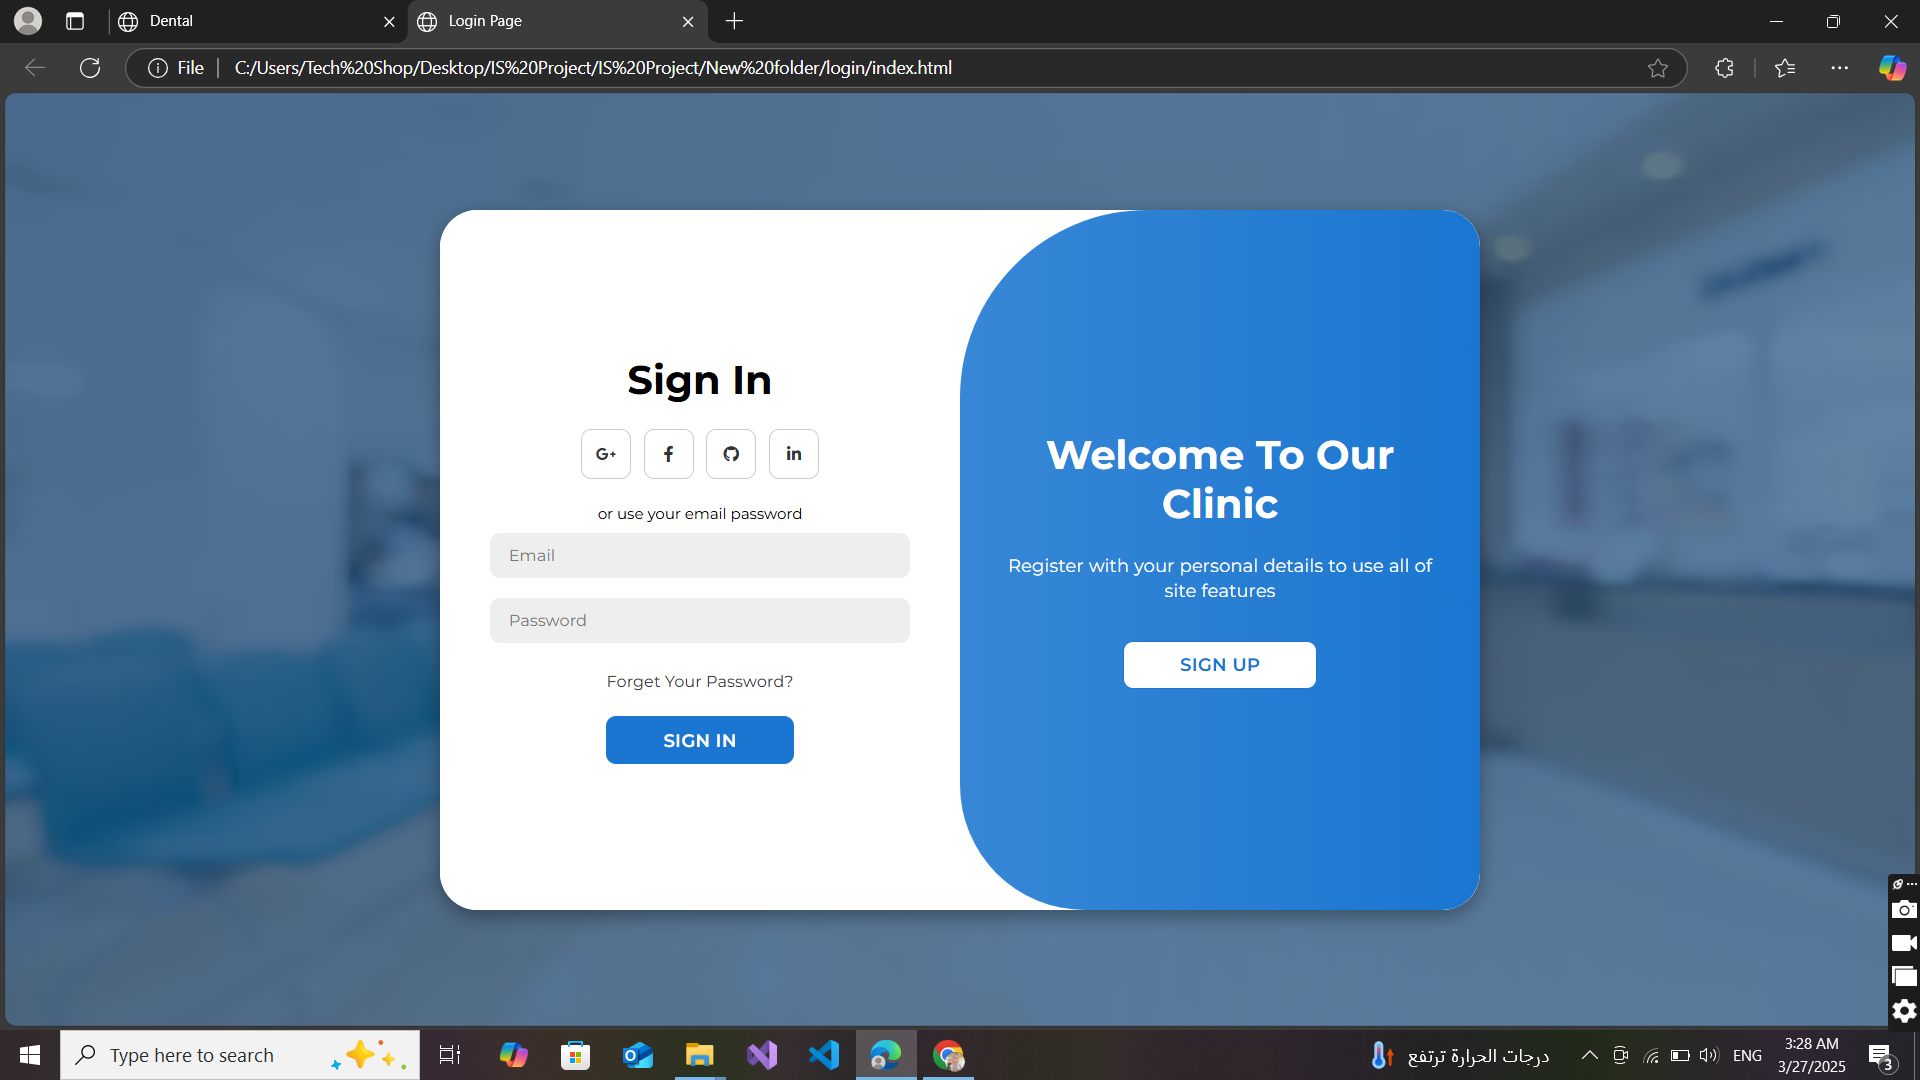 Dental
Login Page
File
C:/Users/Tech%20Shop/Desktop/IS%20Project/IS%20Project/New%20folder/login/index.html
Sign In
G+ f in
or use your email password
Email
Password
Forget Your Password?
SIGN IN
Welcome To Our
Clinic
Register with your personal details to use all of
site features
SIGN UP
Type here to search
درجات الحرارة ترتفع
ENG
3:28 AM
3/27/2025
3